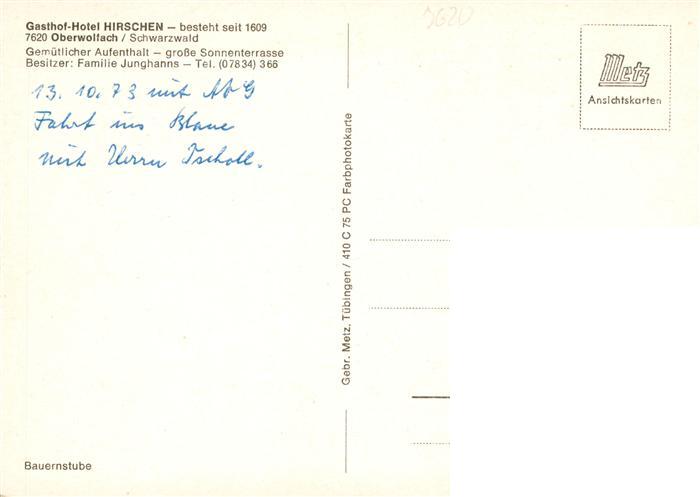 Gasthof-Hotel HIRSCHEN – besteht seit 1609
7620 Oberwolfach / Schwarzwald
Gemütlicher Aufenthalt – große Sonnenterrasse
Besitzer: Familie Junghanns – Tel. (07834) 366
13. 10. 73 mit
Fahrt ins Blaue
mit Herrn Tscholl.
Bauernstube
Gebr. Metz, Tübingen / 410 C 75 PC Farbphotokarte
Metz
Ansichtskarten